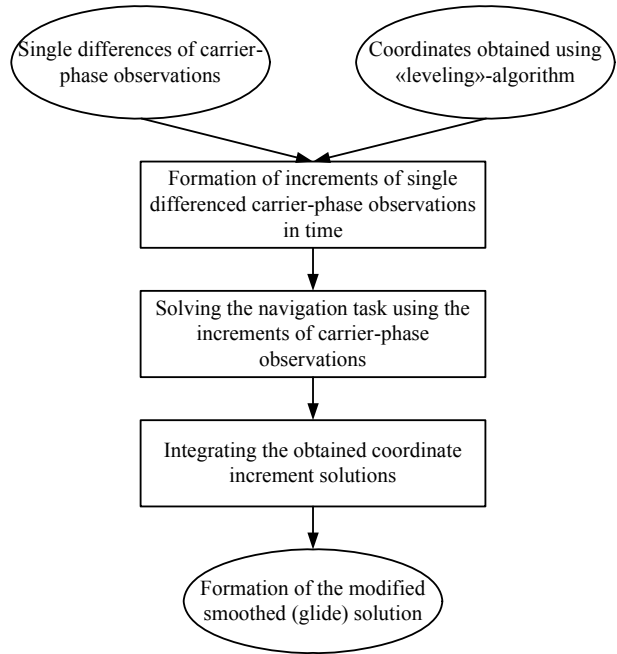 Single differences of carrier-
phase observations
Coordinates obtained using
«leveling»-algorithm
Formation of increments of single
differenced carrier-phase observations
in time
Solving the navigation task using the
increments of carrier-phase
observations
Integrating the obtained coordinate
increment solutions
Formation of the modified
smoothed (glide) solution